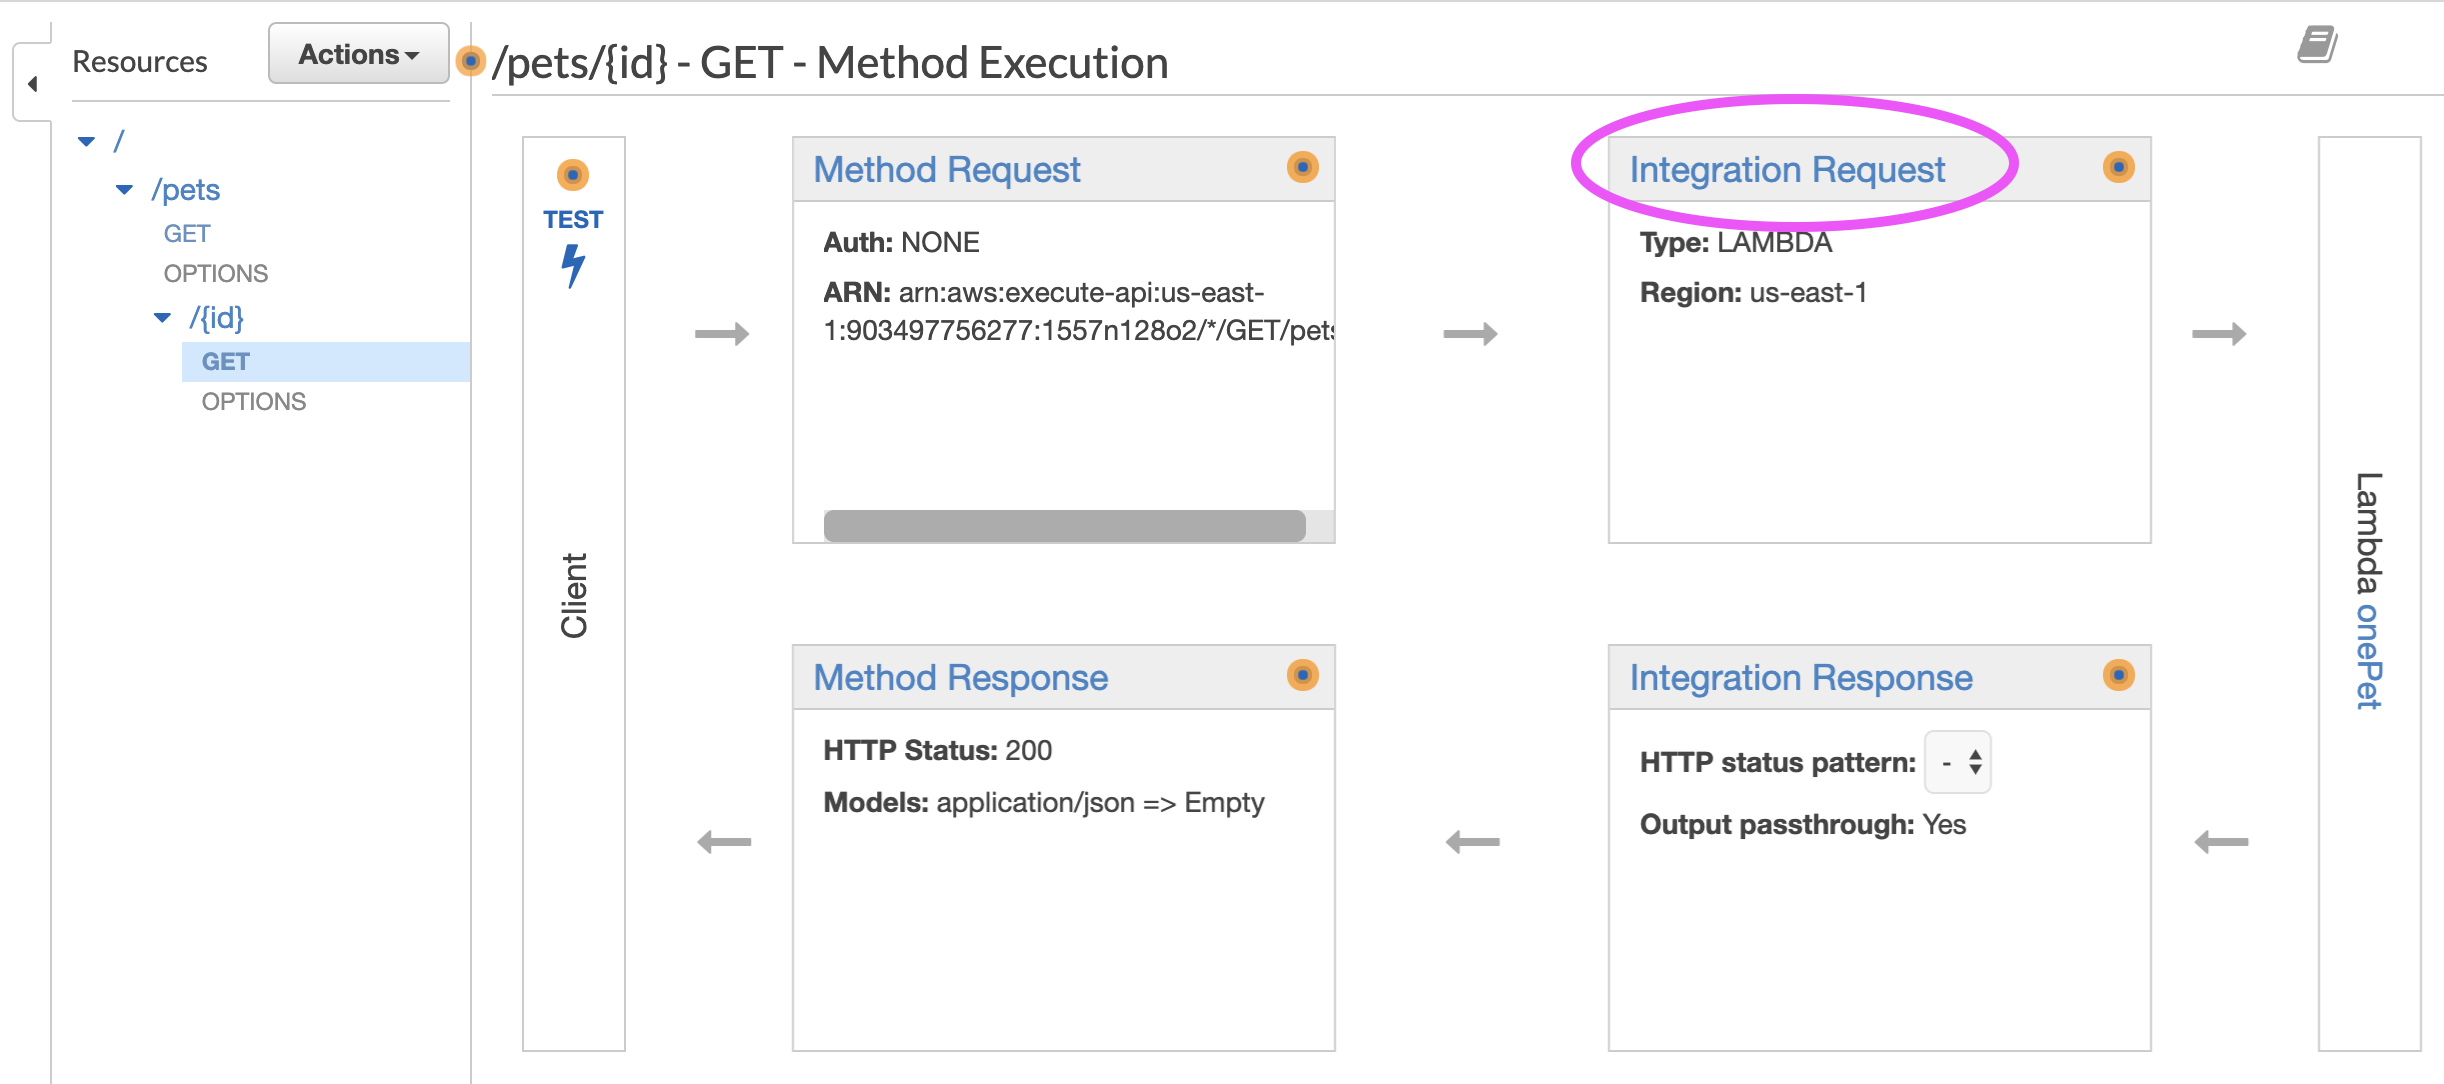 Resources
Actions
/pets/{id} - GET - Method Execution
/
/pets
GET
OPTIONS
/{id}
GET
OPTIONS
TEST
Client
Method Request
Auth: NONE
ARN: arn:aws:execute-api:us-east-
1:903497756277:1557n128o2/*/GET/pets
Integration Request
Type: LAMBDA
Region: us-east-1
Lambda onePet
Method Response
HTTP Status: 200
Models: application/json => Empty
Integration Response
HTTP status pattern: -
Output passthrough: Yes